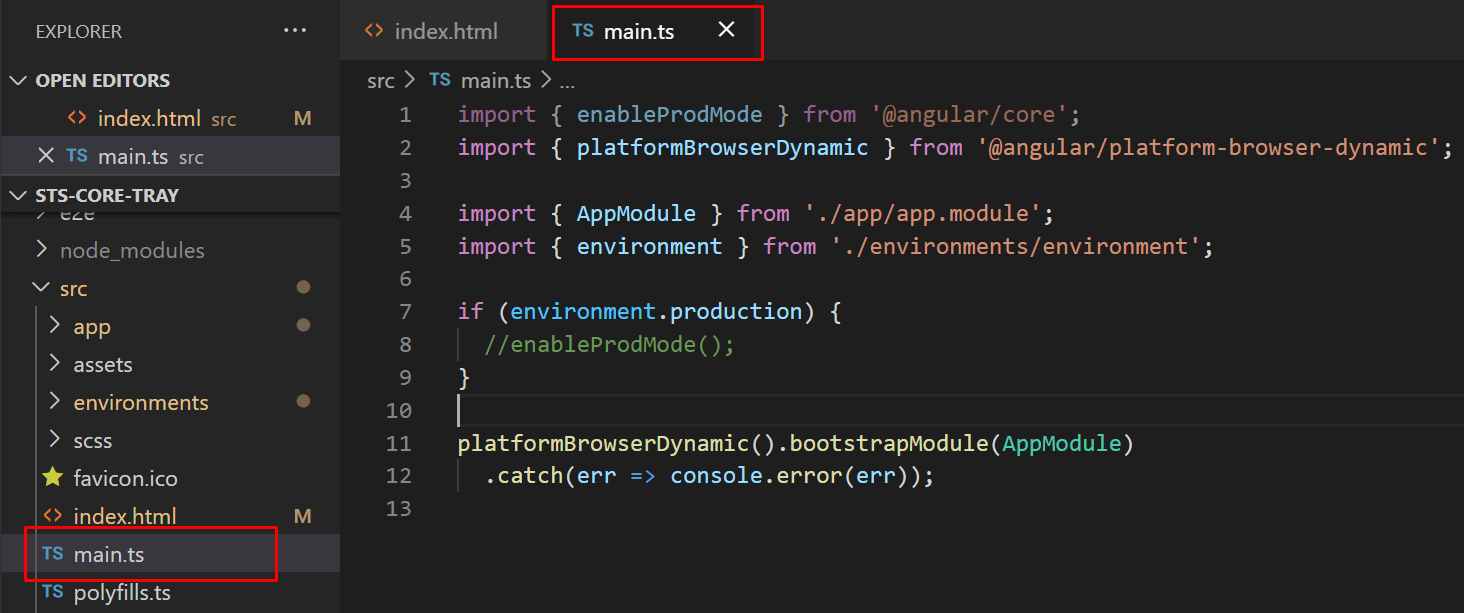 EXPLORER ...
OPEN EDITORS
index.html src M
TS main.ts src
STS-CORE-TRAY
e2e
node_modules
src
app
assets
environments
scss
favicon.ico
index.html M
TS main.ts
TS polyfills.ts
index.html
TS main.ts
src > TS main.ts > ...
1 import { enableProdMode } from '@angular/core';
2 import { platformBrowserDynamic } from '@angular/platform-browser-dynamic';
3
4 import { AppModule } from './app/app.module';
5 import { environment } from './environments/environment';
6
7 if (environment.production) {
8 //enableProdMode();
9 }
10
11 platformBrowserDynamic().bootstrapModule(AppModule)
12 .catch(err => console.error(err));
13